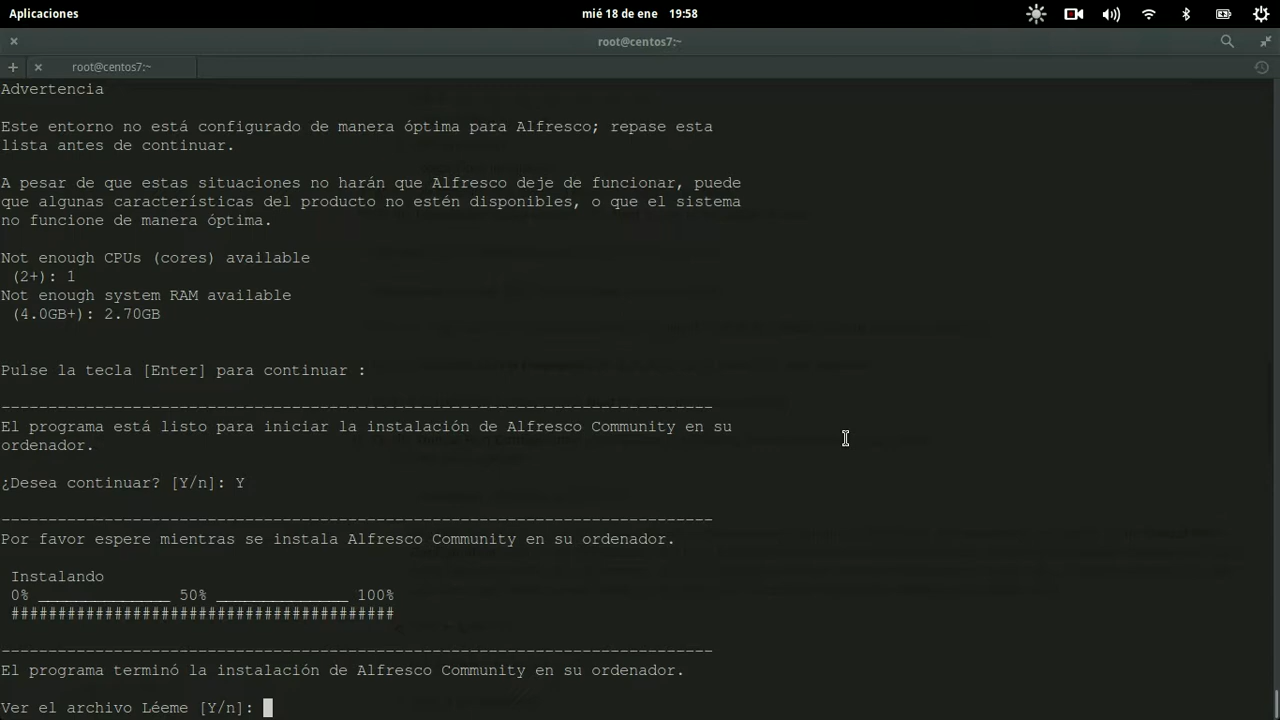 Aplicaciones
mié 18 de ene 19:58
root@centos7:~
root@centos7:~
Advertencia
Este entorno no está configurado de manera óptima para Alfresco; repase esta
lista antes de continuar.
A pesar de que estas situaciones no harán que Alfresco deje de funcionar, puede
que algunas características del producto no estén disponibles, o que el sistema
no funcione de manera óptima.
Not enough CPUs (cores) available
(2+): 1
Not enough system RAM available
(4.0GB+): 2.70GB
Pulse la tecla [Enter] para continuar :
----------------------------------------------------------------------------
El programa está listo para iniciar la instalación de Alfresco Community en su
ordenador.
¿Desea continuar? [Y/n]: Y
----------------------------------------------------------------------------
Por favor espere mientras se instala Alfresco Community en su ordenador.
Instalando
0% ______________ 50% ______________ 100%
#########################################
----------------------------------------------------------------------------
El programa terminó la instalación de Alfresco Community en su ordenador.
Ver el archivo Léeme [Y/n]: